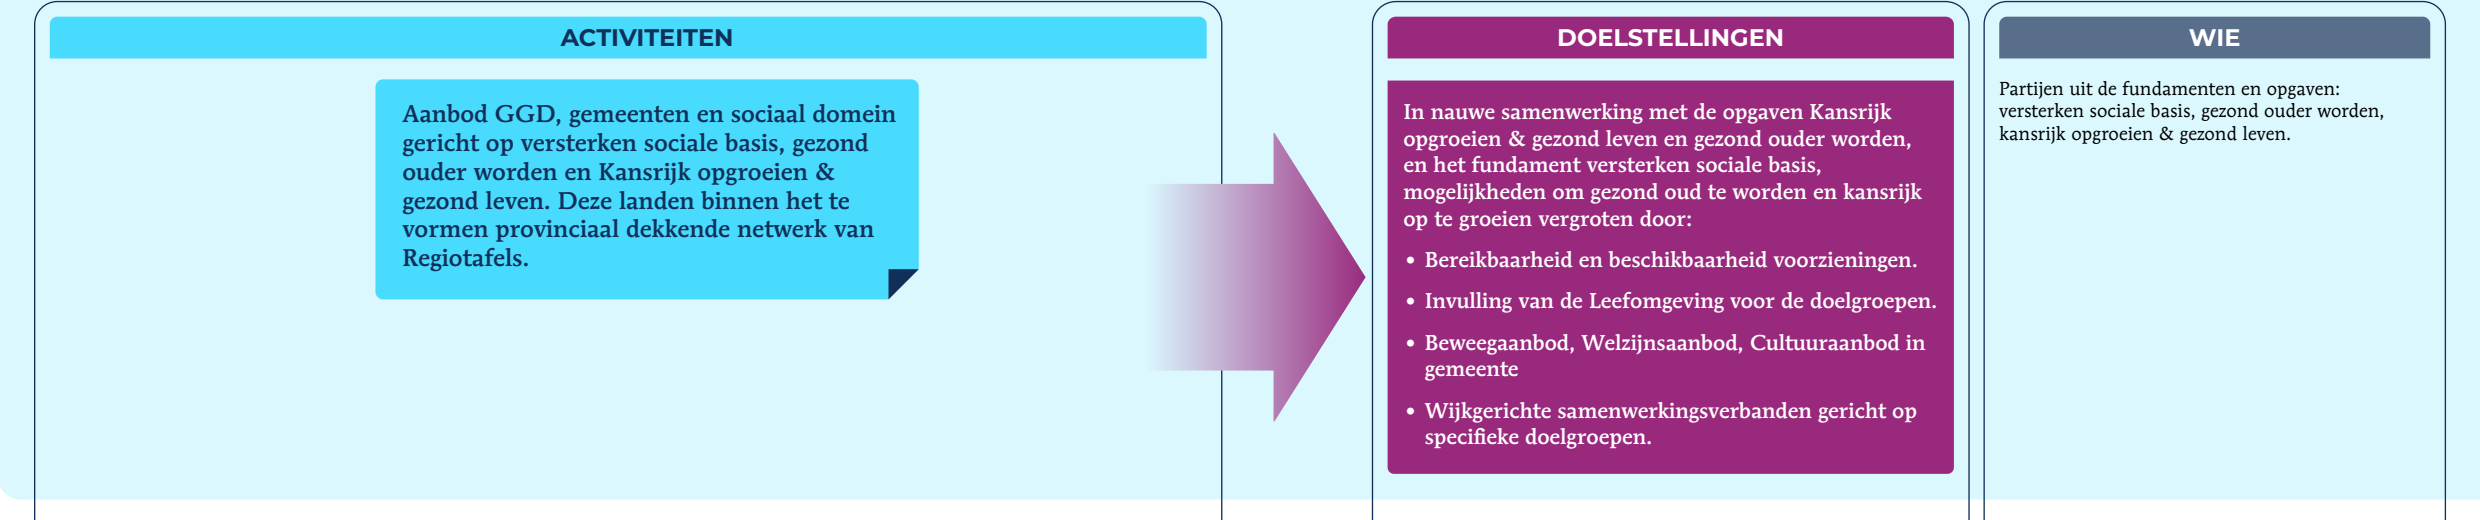 ACTIVITEITEN
Aanbod GGD, gemeenten en sociaal domein
gericht op versterken sociale basis, gezond
ouder worden en Kansrijk opgroeien &
gezond leven. Deze landen binnen het te
vormen provinciaal dekkende netwerk van
Regiotafels.
DOELSTELLINGEN
In nauwe samenwerking met de opgaven Kansrijk
opgroeien & gezond leven en gezond ouder worden,
en het fundament versterken sociale basis,
mogelijkheden om gezond oud te worden en kansrijk
op te groeien vergroten door:
• Bereikbaarheid en beschikbaarheid voorzieningen.
• Invulling van de Leefomgeving voor de doelgroepen.
• Beweegaanbod, Welzijnsaanbod, Cultuuraanbod in
gemeente
• Wijkgerichte samenwerkingsverbanden gericht op
specifieke doelgroepen.
WIE
Partijen uit de fundamenten en opgaven:
versterken sociale basis, gezond ouder worden,
kansrijk opgroeien & gezond leven.